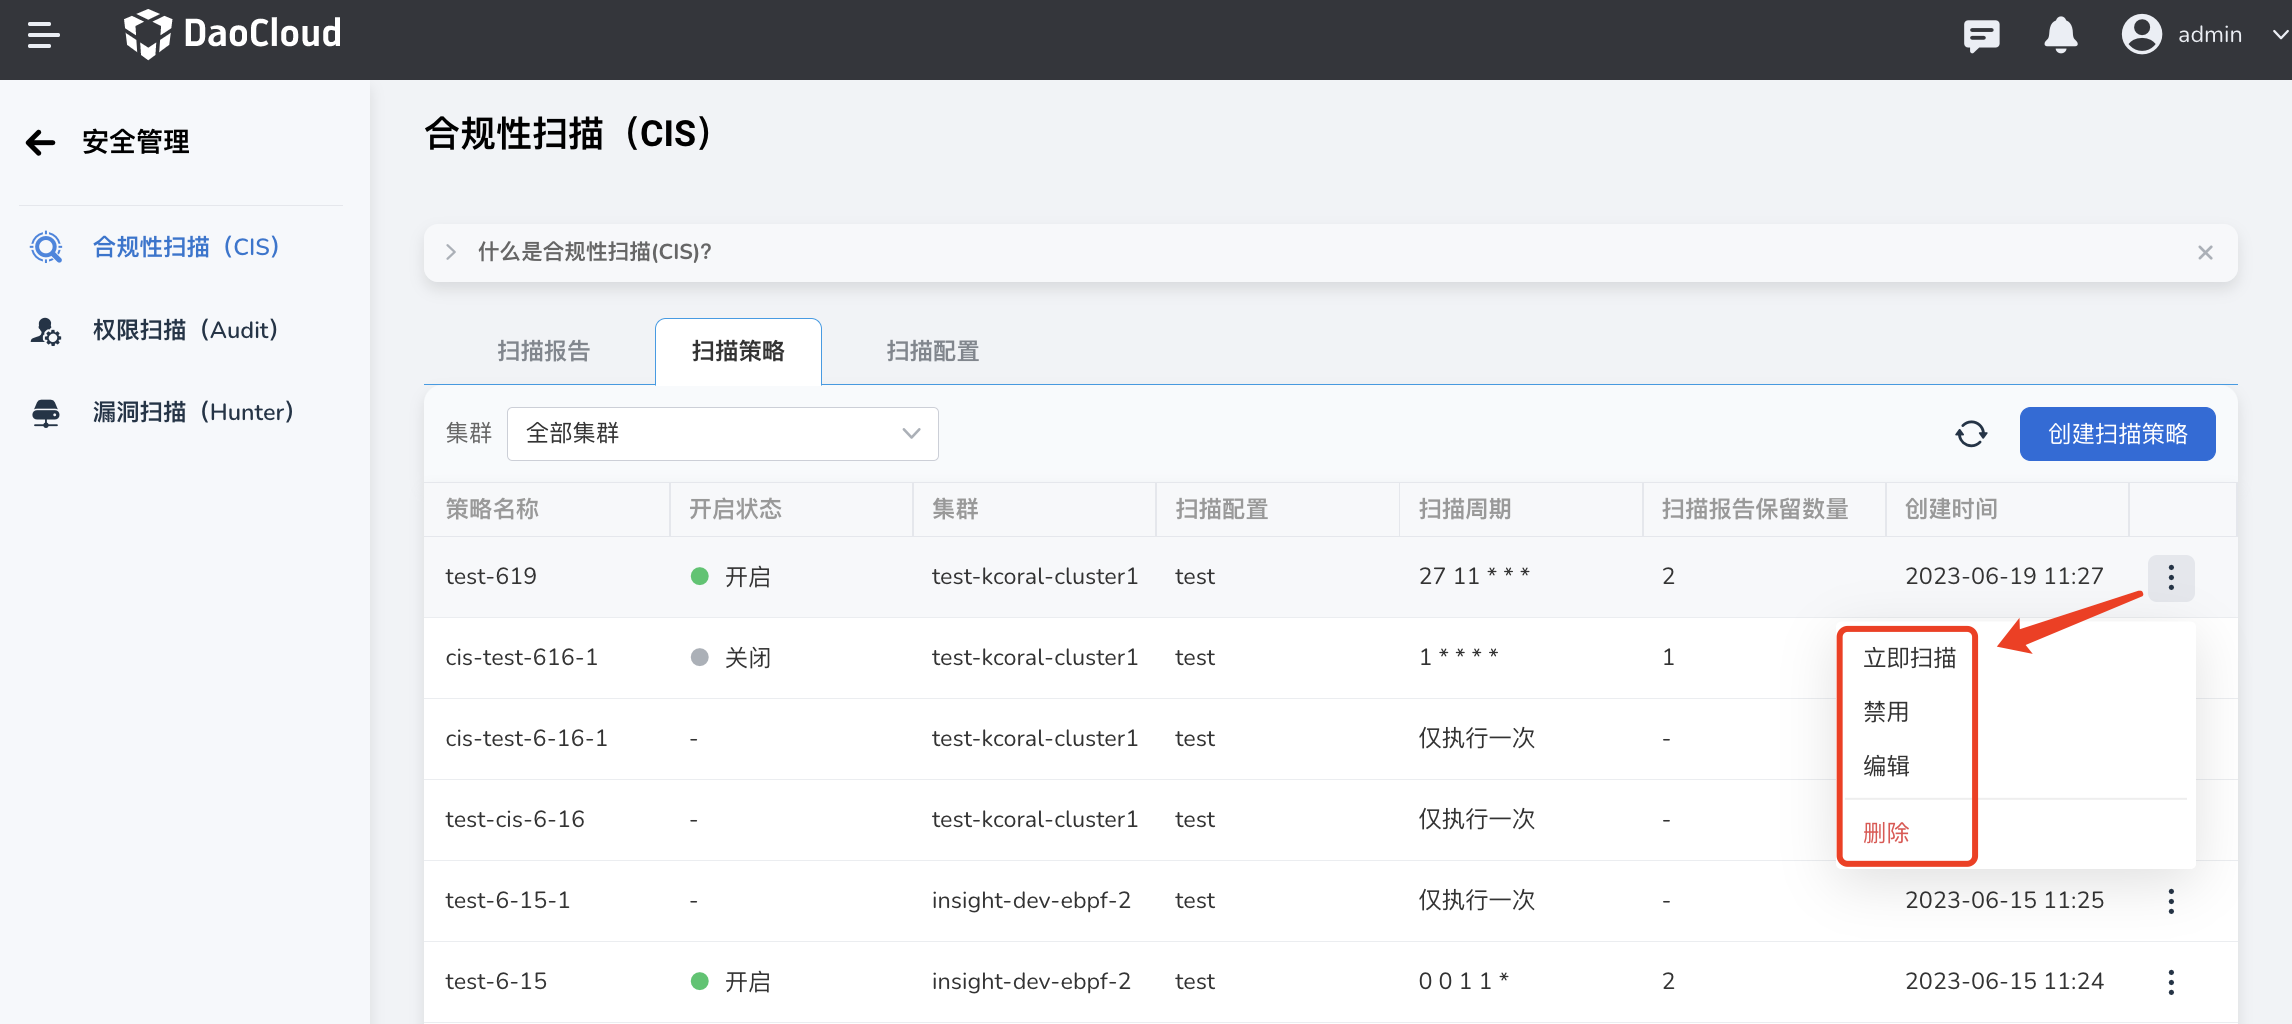 DaoCloud
admin
安全管理
合规性扫描（CIS）
权限扫描（Audit）
漏洞扫描（Hunter）
合规性扫描（CIS）
什么是合规性扫描(CIS)?
扫描报告 扫描策略 扫描配置
集群 全部集群 创建扫描策略
策略名称 开启状态 集群 扫描配置 扫描周期 扫描报告保留数量 创建时间
test-619 开启 test-kcoral-cluster1 test 27 11 * * * 2 2023-06-19 11:27
cis-test-616-1 关闭 test-kcoral-cluster1 test 1 * * * * 1
cis-test-6-16-1 - test-kcoral-cluster1 test 仅执行一次 -
test-cis-6-16 - test-kcoral-cluster1 test 仅执行一次 -
立即扫描
禁用
编辑
删除
test-6-15-1 - insight-dev-ebpf-2 test 仅执行一次 - 2023-06-15 11:25
test-6-15 开启 insight-dev-ebpf-2 test 0 0 1 1 * 2 2023-06-15 11:24